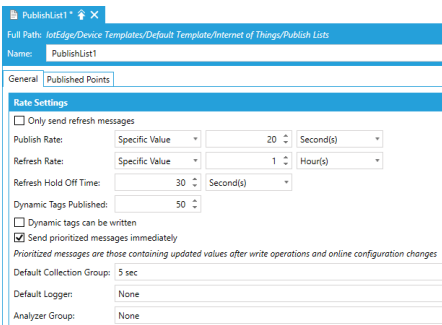 PublishList1*
Full Path: IotEdge/Device Templates/Default Template/Internet of Things/Publish Lists
Name: PublishList1
General Published Points
Rate Settings
Only send refresh messages
Publish Rate: Specific Value 20 Second(s)
Refresh Rate: Specific Value 1 Hour(s)
Refresh Hold Off Time: 30 Second(s)
Dynamic Tags Published: 50
Dynamic tags can be written
Send prioritized messages immediately
Prioritized messages are those containing updated values after write operations and online configuration changes
Default Collection Group: 5 sec
Default Logger: None
Analyzer Group: None